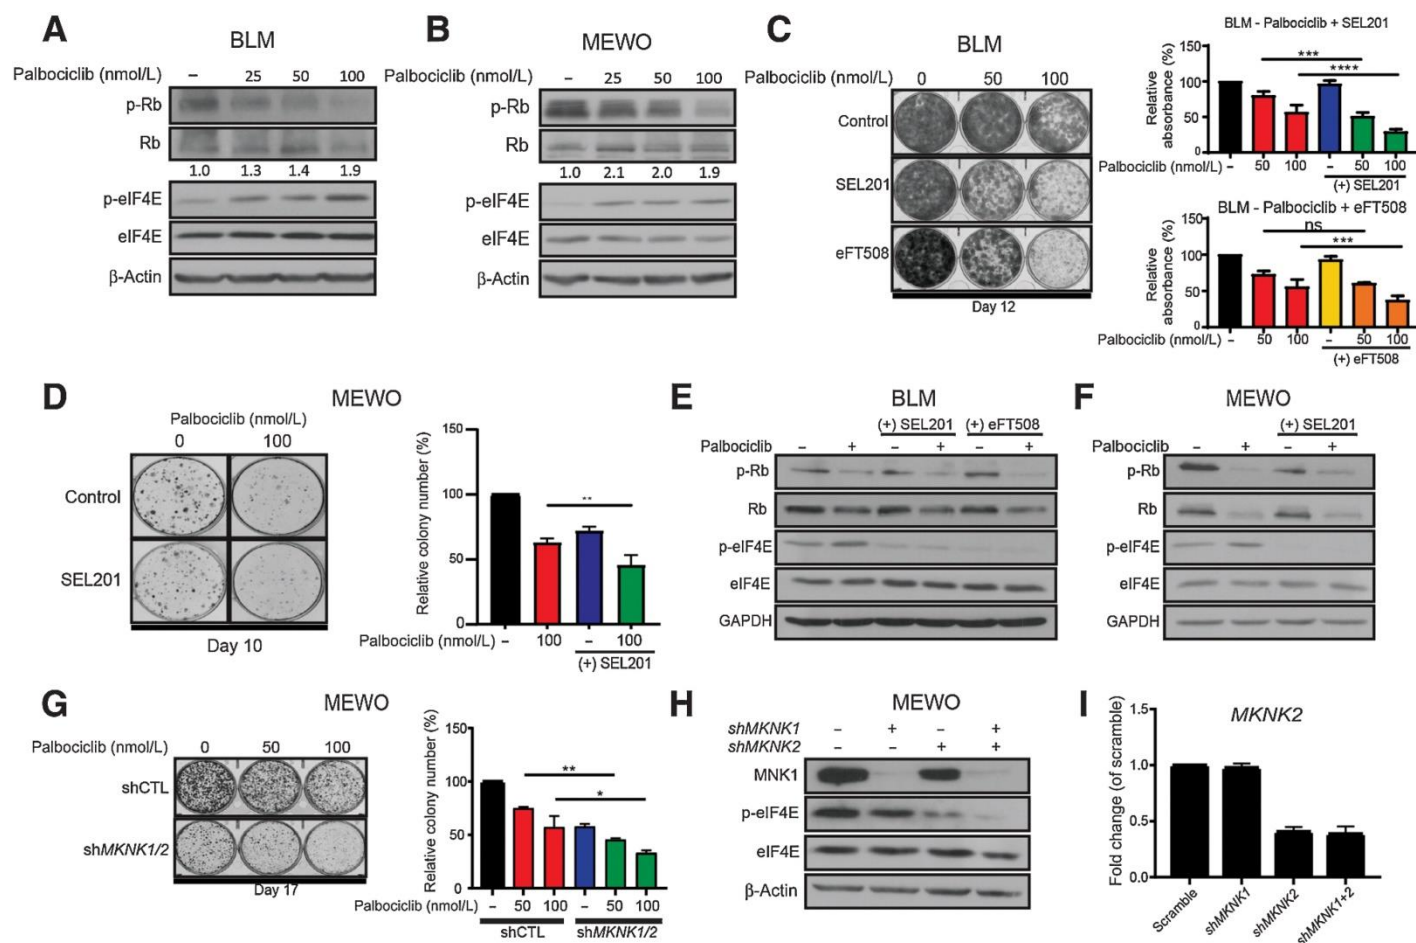 A
BLM
Palbociclib (nmol/L) – 25 50 100
p-Rb
Rb
1.0 1.3 1.4 1.9
p-eIF4E
eIF4E
β-Actin
B
MEWO
Palbociclib (nmol/L) – 25 50 100
p-Rb
Rb
1.0 2.1 2.0 1.9
p-eIF4E
eIF4E
β-Actin
C
BLM
Palbociclib (nmol/L) 0 50 100
Control
SEL201
eFT508
Day 12
BLM - Palbociclib + SEL201
Relative absorbance (%)
150
100
50
0
***
****
Palbociclib (nmol/L) – 50 100 – 50 100
(+) SEL201
BLM - Palbociclib + eFT508
Relative absorbance (%)
150
100
50
0
ns
***
Palbociclib (nmol/L) – 50 100 – 50 100
(+) eFT508
D
MEWO
Palbociclib (nmol/L)
0 100
Control
SEL201
Day 10
Relative colony number (%)
150
100
50
0
**
Palbociclib (nmol/L) – 100 – 100
(+) SEL201
E
BLM
(+) SEL201 (+) eFT508
Palbociclib – + – + – +
p-Rb
Rb
p-eIF4E
eIF4E
GAPDH
F
MEWO
(+) SEL201
Palbociclib – + – +
p-Rb
Rb
p-eIF4E
eIF4E
GAPDH
G
MEWO
Palbociclib (nmol/L) 0 50 100
shCTL
shMKNK1/2
Day 17
Relative colony number (%)
150
100
50
0
**
*
Palbociclib (nmol/L) – 50 100 – 50 100
shCTL shMKNK1/2
H
MEWO
shMKNK1 – + – +
shMKNK2 – – + +
MNK1
p-eIF4E
eIF4E
β-Actin
I
MKNK2
Fold change (of scramble)
1.5
1.0
0.5
0.0
Scramble
shMKNK1
shMKNK2
shMKNK1+2